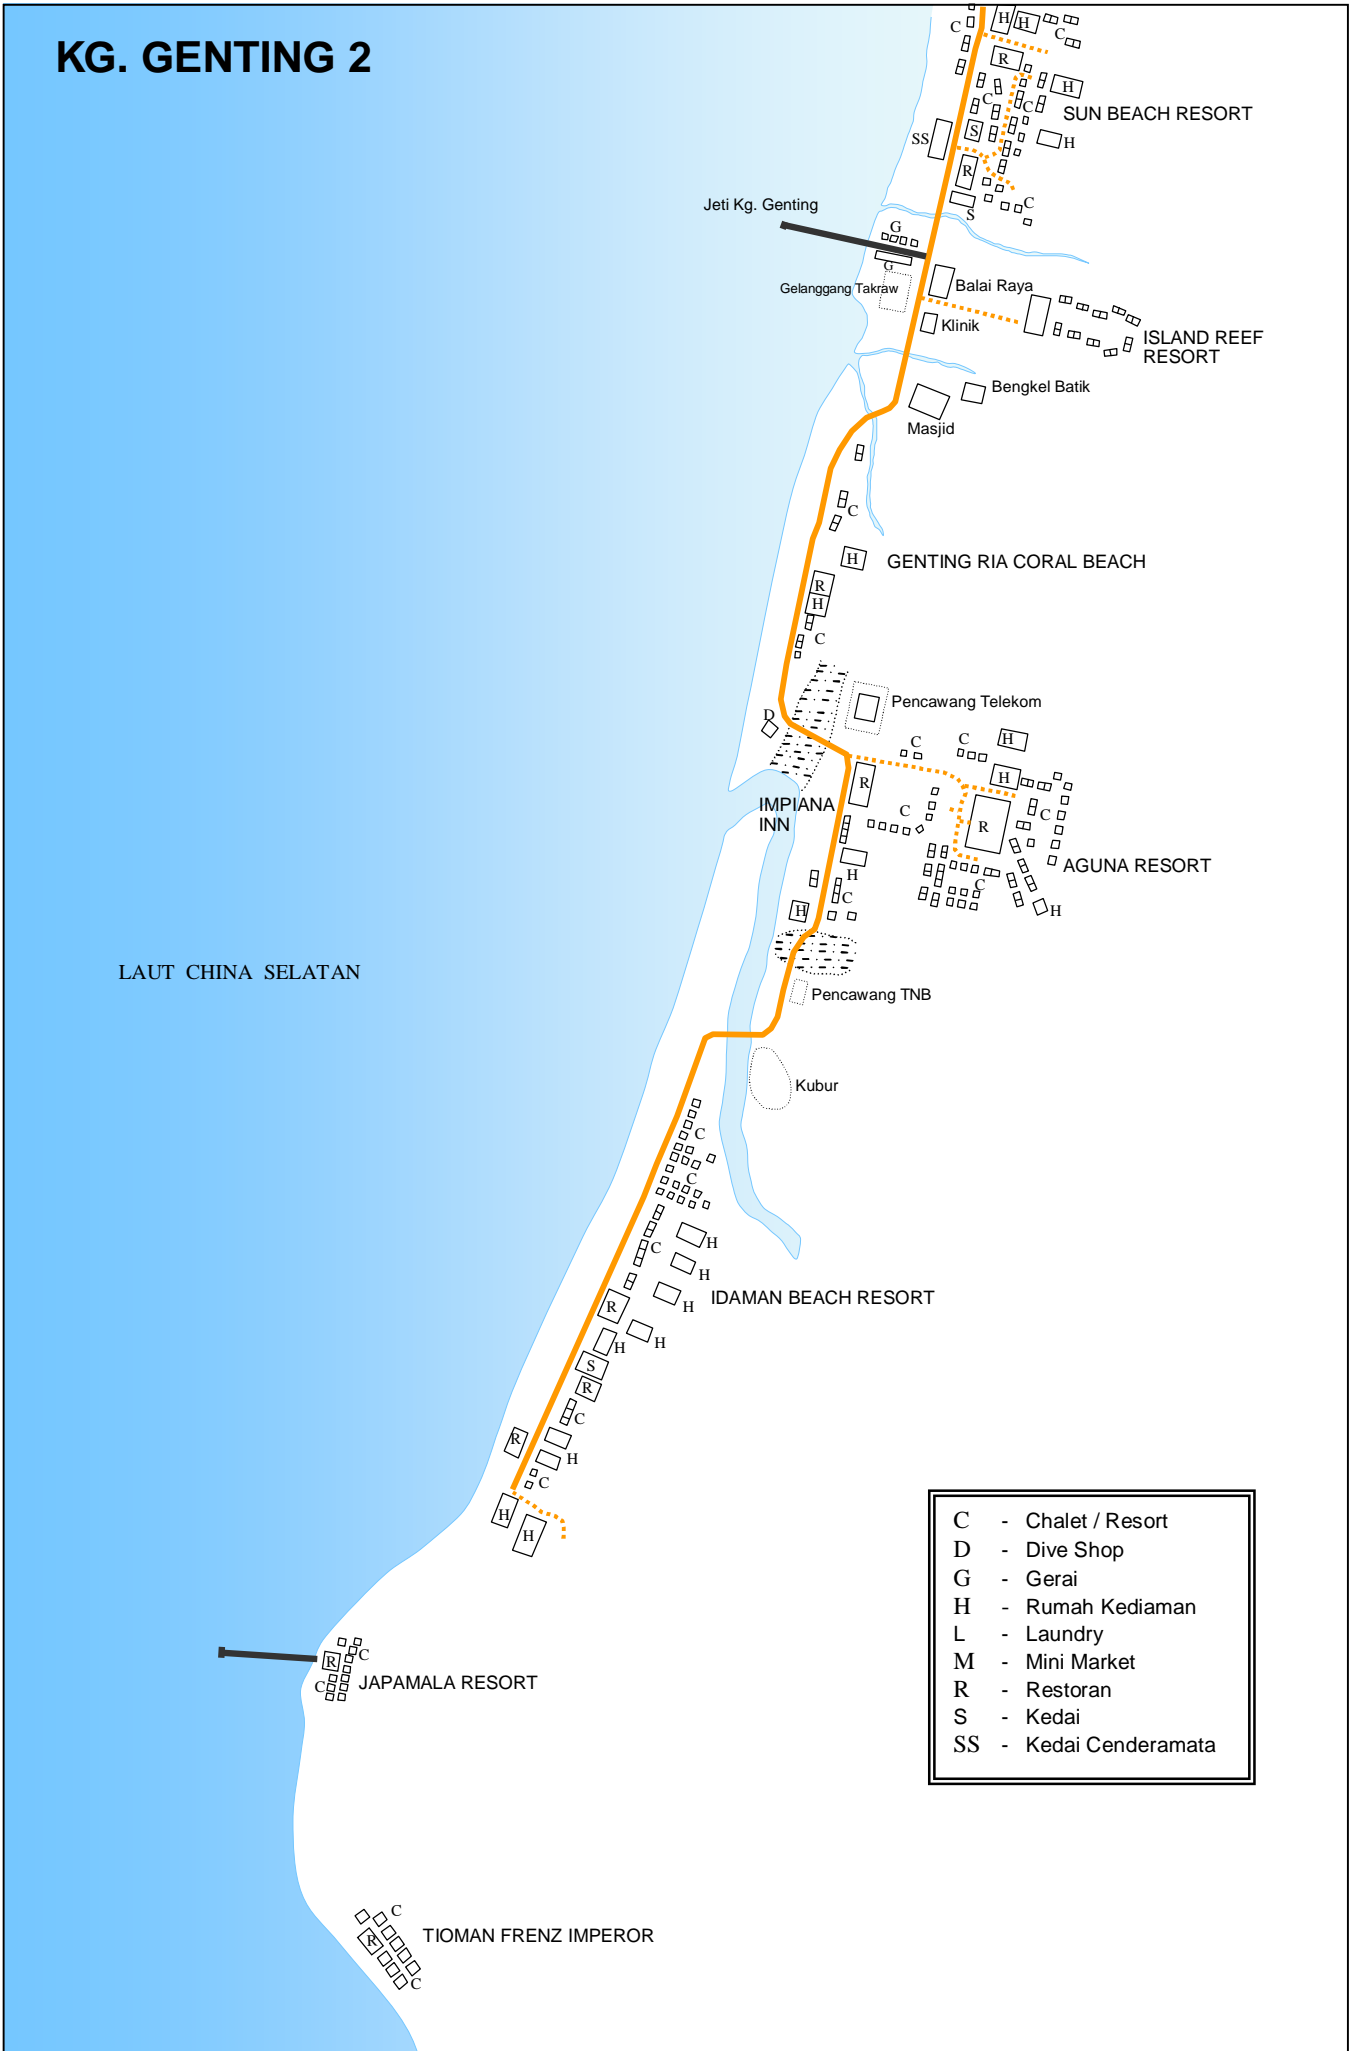 KG. GENTING 2
C
H
H
C
R
H
C
C
SUN BEACH RESORT
SS
S
H
R
C
S
Jeti Kg. Genting
G
G
Gelanggang Takraw
Balai Raya
Klinik
ISLAND REEF
RESORT
Bengkel Batik
Masjid
C
H
GENTING RIA CORAL BEACH
R
H
C
Pencawang Telekom
D
C
C
H
H
R
IMPIANA
INN
C
C
R
AGUNA RESORT
H
C
C
H
H
LAUT CHINA SELATAN
Pencawang TNB
Kubur
C
C
H
C
H
H
IDAMAN BEACH RESORT
R
H
H
S
R
C
R
H
C
H
H
C - Chalet / Resort
D - Dive Shop
G - Gerai
H - Rumah Kediaman
L - Laundry
M - Mini Market
R - Restoran
S - Kedai
SS - Kedai Cenderamata
R
C
C
JAPAMALA RESORT
C
R
TIOMAN FRENZ IMPEROR
C